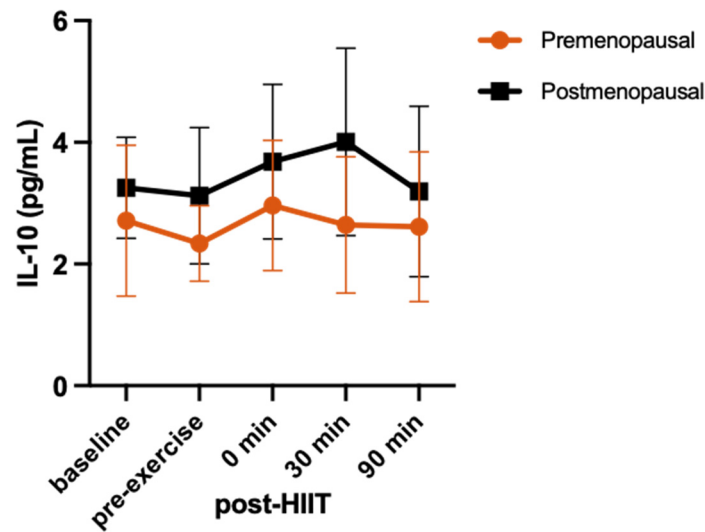 6
4
2
0
IL-10 (pg/mL)
baseline
pre-exercise
0 min
30 min
90 min
post-HIIT
Premenopausal
Postmenopausal